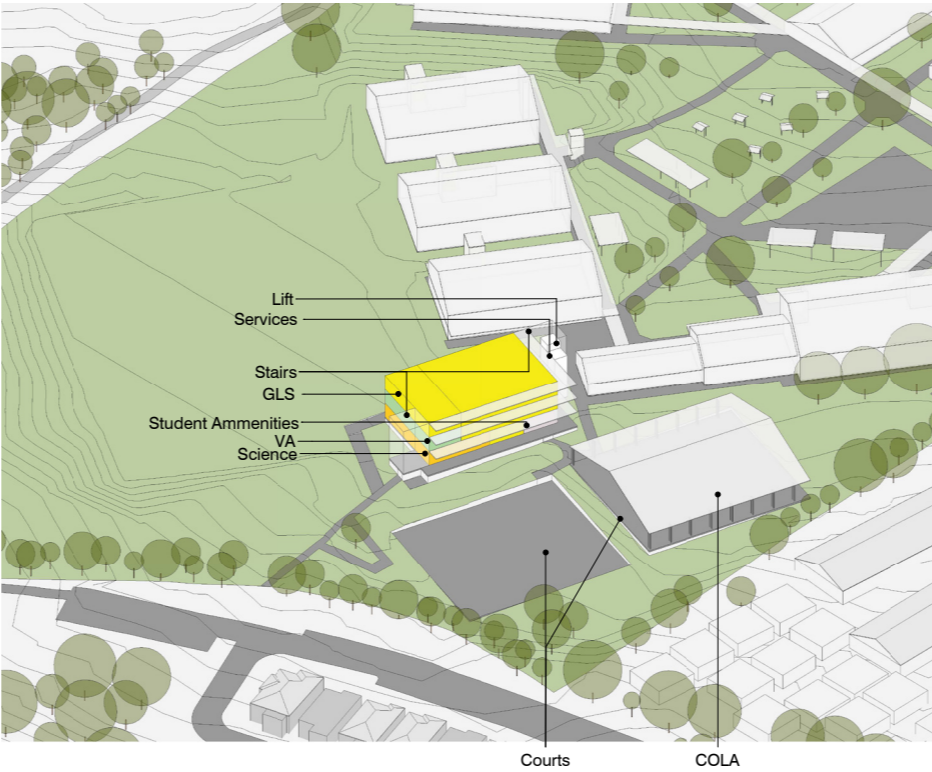 Lift
Services
Stairs
GLS
Student Ammenities
VA
Science
Courts
COLA